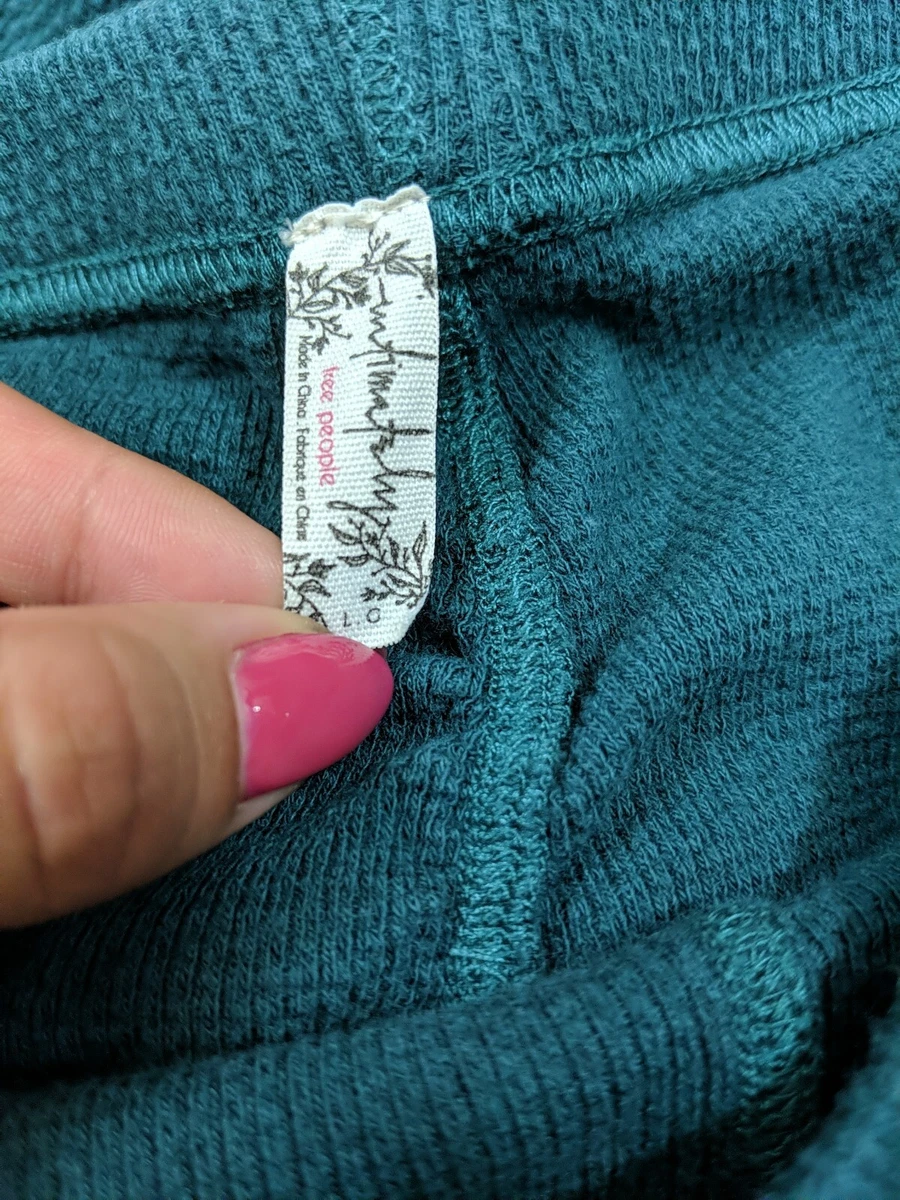 Intimately
free people
Made in China . Fabriqué en Chine